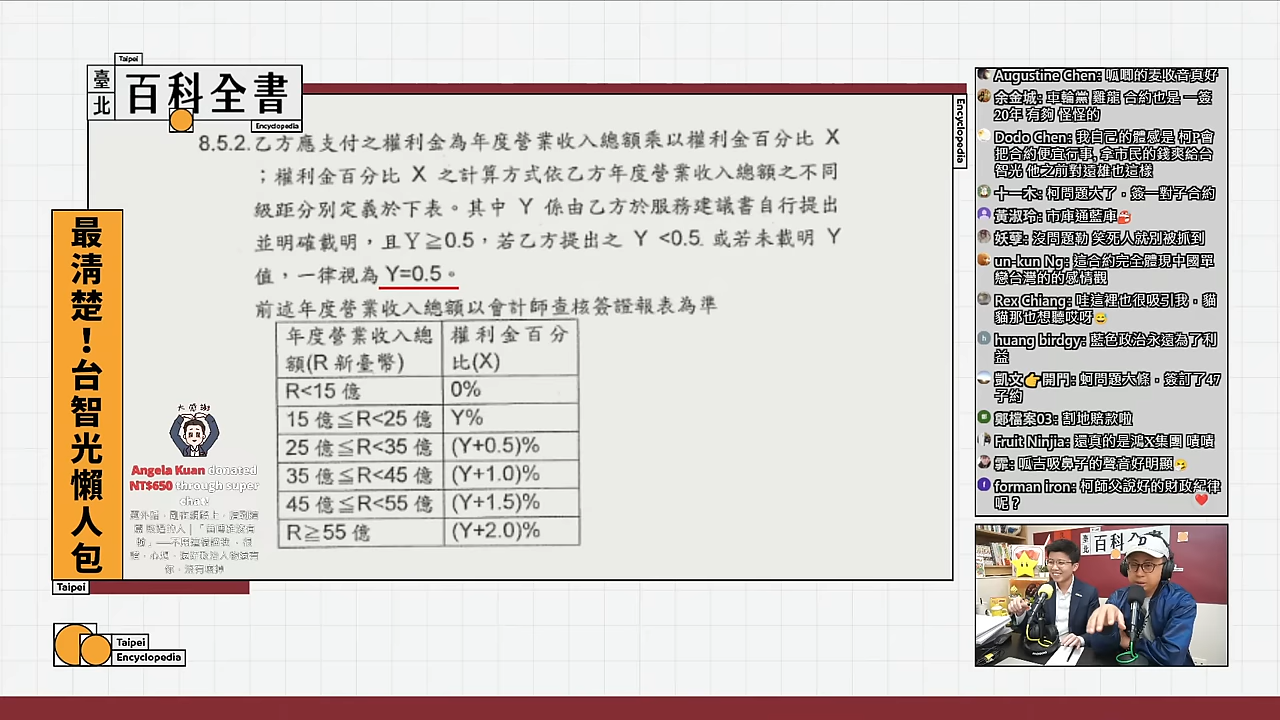 Taipei
臺北
百科全書
Encyclopedia
Encyclopedia
最清楚！台智光懶人包
Taipei
8.5.2.乙方應支付之權利金為年度營業收入總額乘以權利金百分比 X
；權利金百分比 X 之計算方式依乙方年度營業收入總額之不同
級距分別定義於下表。其中 Y 係由乙方於服務建議書自行提出
並明確載明，且Y≧0.5，若乙方提出之 Y <0.5 或若未載明 Y
值，一律視為 Y=0.5。
前述年度營業收入總額以會計師查核簽證報表為準
年度營業收入總額(R 新臺幣) 權利金百分比(X)
R<15 億 0%
15 億≦R<25 億 Y%
25 億≦R<35 億 (Y+0.5)%
35 億≦R<45 億 (Y+1.0)%
45 億≦R<55 億 (Y+1.5)%
R≧55 億 (Y+2.0)%
Angela Kuan donated
NT$650 through super
chat
Taipei
Encyclopedia
Augustine Chen: 呱唧的麥收音真好
余金城: 車輪黨 雞龍 合約也是 一簽
20年 有夠 怪怪的
Dodo Chen: 我自己的體感是 柯P會
把合約便宜行事, 拿市民的錢爽給台
智光 他之前對遠雄也這樣
十一木: 柯問題大了．簽一對子合約
黃淑玲: 市庫通藍庫
妖孽: 沒問題勒 笑死人就別被抓到
un-kun Ng: 這合約完全體現中國單
戀台灣的的感情觀
Rex Chiang: 哇這裡也很吸引我．貓
貓那也想聽哎呀😅
huang birdgy: 藍色政治永遠為了利
益
凱文👉開門: 蚵問題大條．簽訂了47
子約
鄭檔案03: 割地賠款啦
Fruit Ninjia: 還真的是鴻X集團 嘖嘖
霏: 呱吉吸鼻子的聲音好明顯
forman iron: 柯師父說好的財政紀律
呢？
臺北
百科全